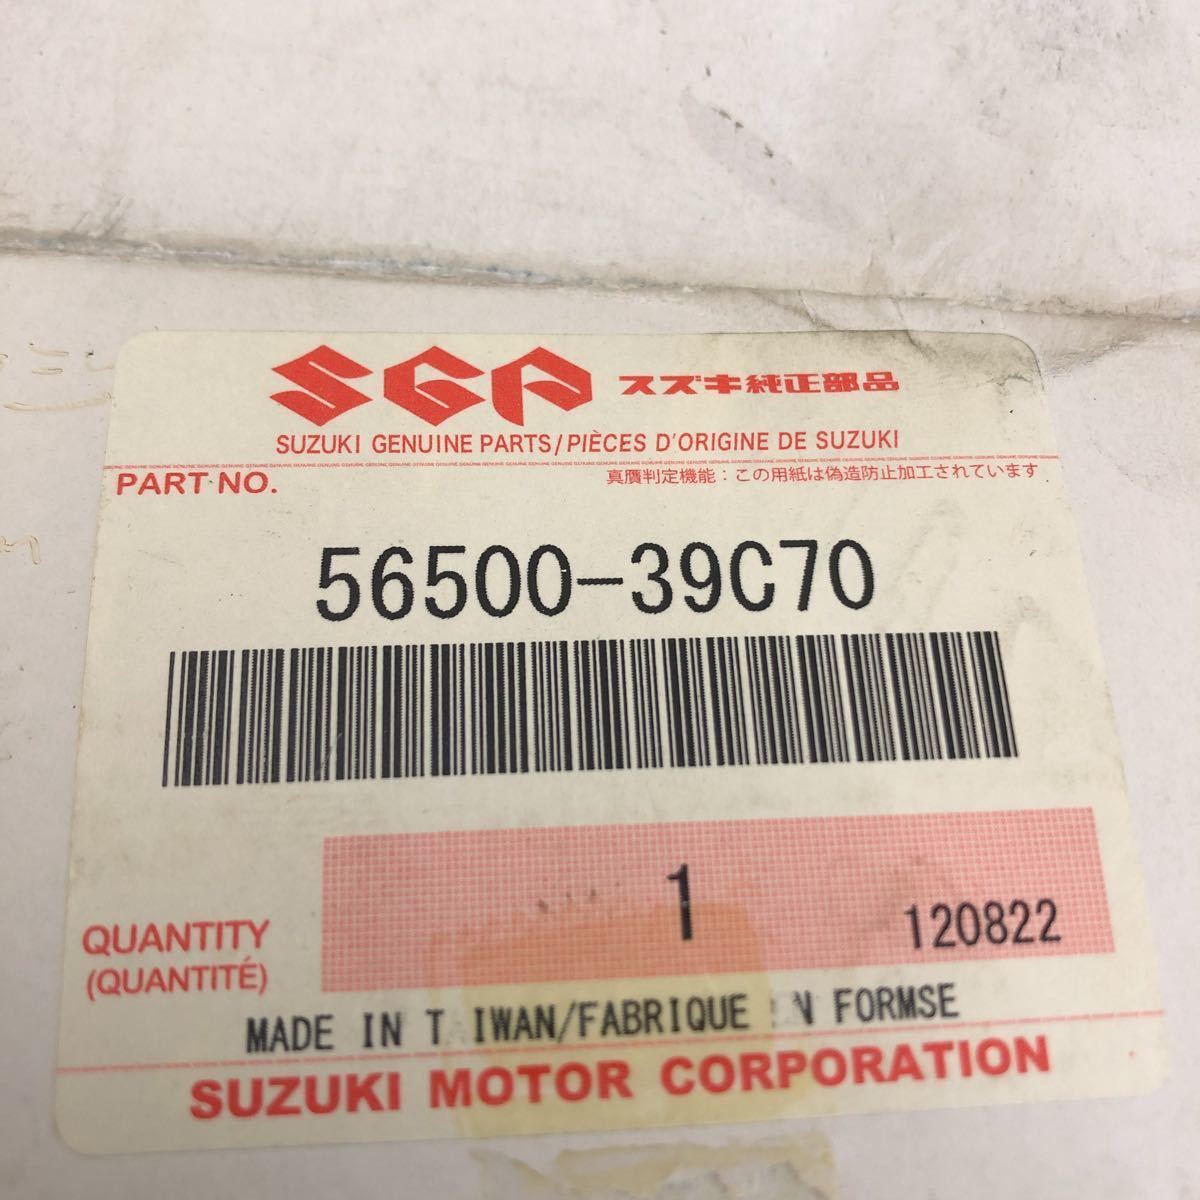 SGP スズキ純正部品
SUZUKI GENUINE PARTS/PIÈCES D'ORIGINE DE SUZUKI
PART NO.
真贋判定機能：この用紙は偽造防止加工されています
56500-39C70
1
120822
QUANTITY
(QUANTITÉ)
MADE IN T IWAN/FABRIQUE N FORMSE
SUZUKI MOTOR CORPORATION